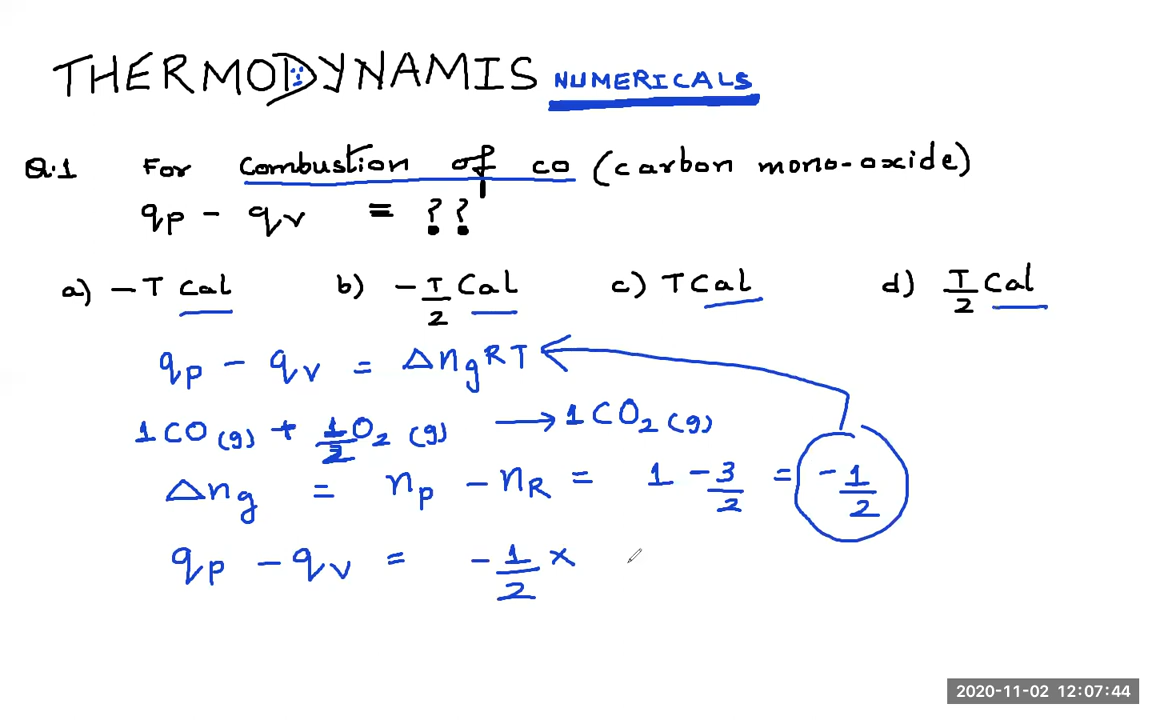 THERMODYNAMIS NUMERICALS
Q.1 For Combustion of CO (carbon mono-oxide)
qp - qv = ??
a) -T Cal b) -T/2 Cal c) T Cal d) T/2 Cal
qp - qv = ΔngRT
1CO(g) + 1/2 O2(g) → 1CO2(g)
Δng = np - nR = 1 - 3/2 = -1/2
qp - qv = -1/2 ×
2020-11-02 12:07:44